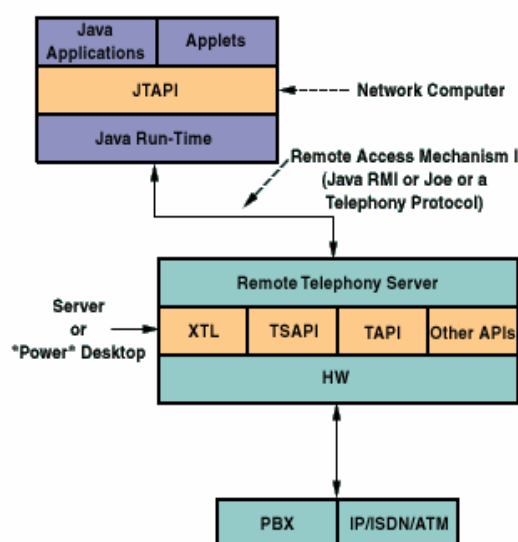 Java
Applications
Applets
JTAPI
Network Computer
Java Run-Time
Remote Access Mechanism I
(Java RMI or Joe or a
Telephony Protocol)
Remote Telephony Server
Server
or
"Power" Desktop
XTL
TSAPI
TAPI
Other APIs
HW
PBX
IP/ISDN/ATM